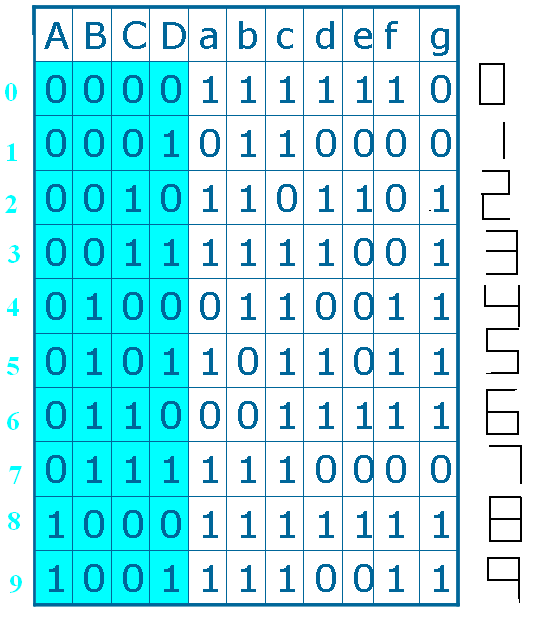 A B C D a b c d e f g
0 0 0 0 0 1 1 1 1 1 1 0
1 0 0 0 1 0 1 1 0 0 0 0
2 0 0 1 0 1 1 0 1 1 0 1
3 0 0 1 1 1 1 1 1 0 0 1
4 0 1 0 0 0 1 1 0 0 1 1
5 0 1 0 1 1 0 1 1 0 1 1
6 0 1 1 0 0 0 1 1 1 1 1
7 0 1 1 1 1 1 1 0 0 0 0
8 1 0 0 0 1 1 1 1 1 1 1
9 1 0 0 1 1 1 1 0 0 1 1